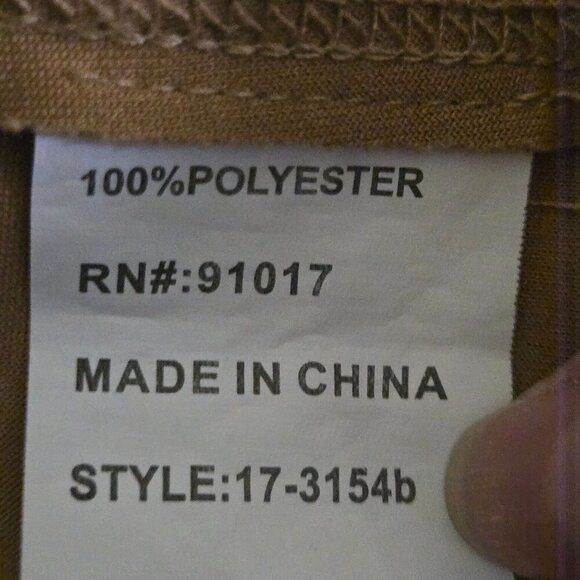 100%POLYESTER
RN#:91017
MADE IN CHINA
STYLE:17-3154b